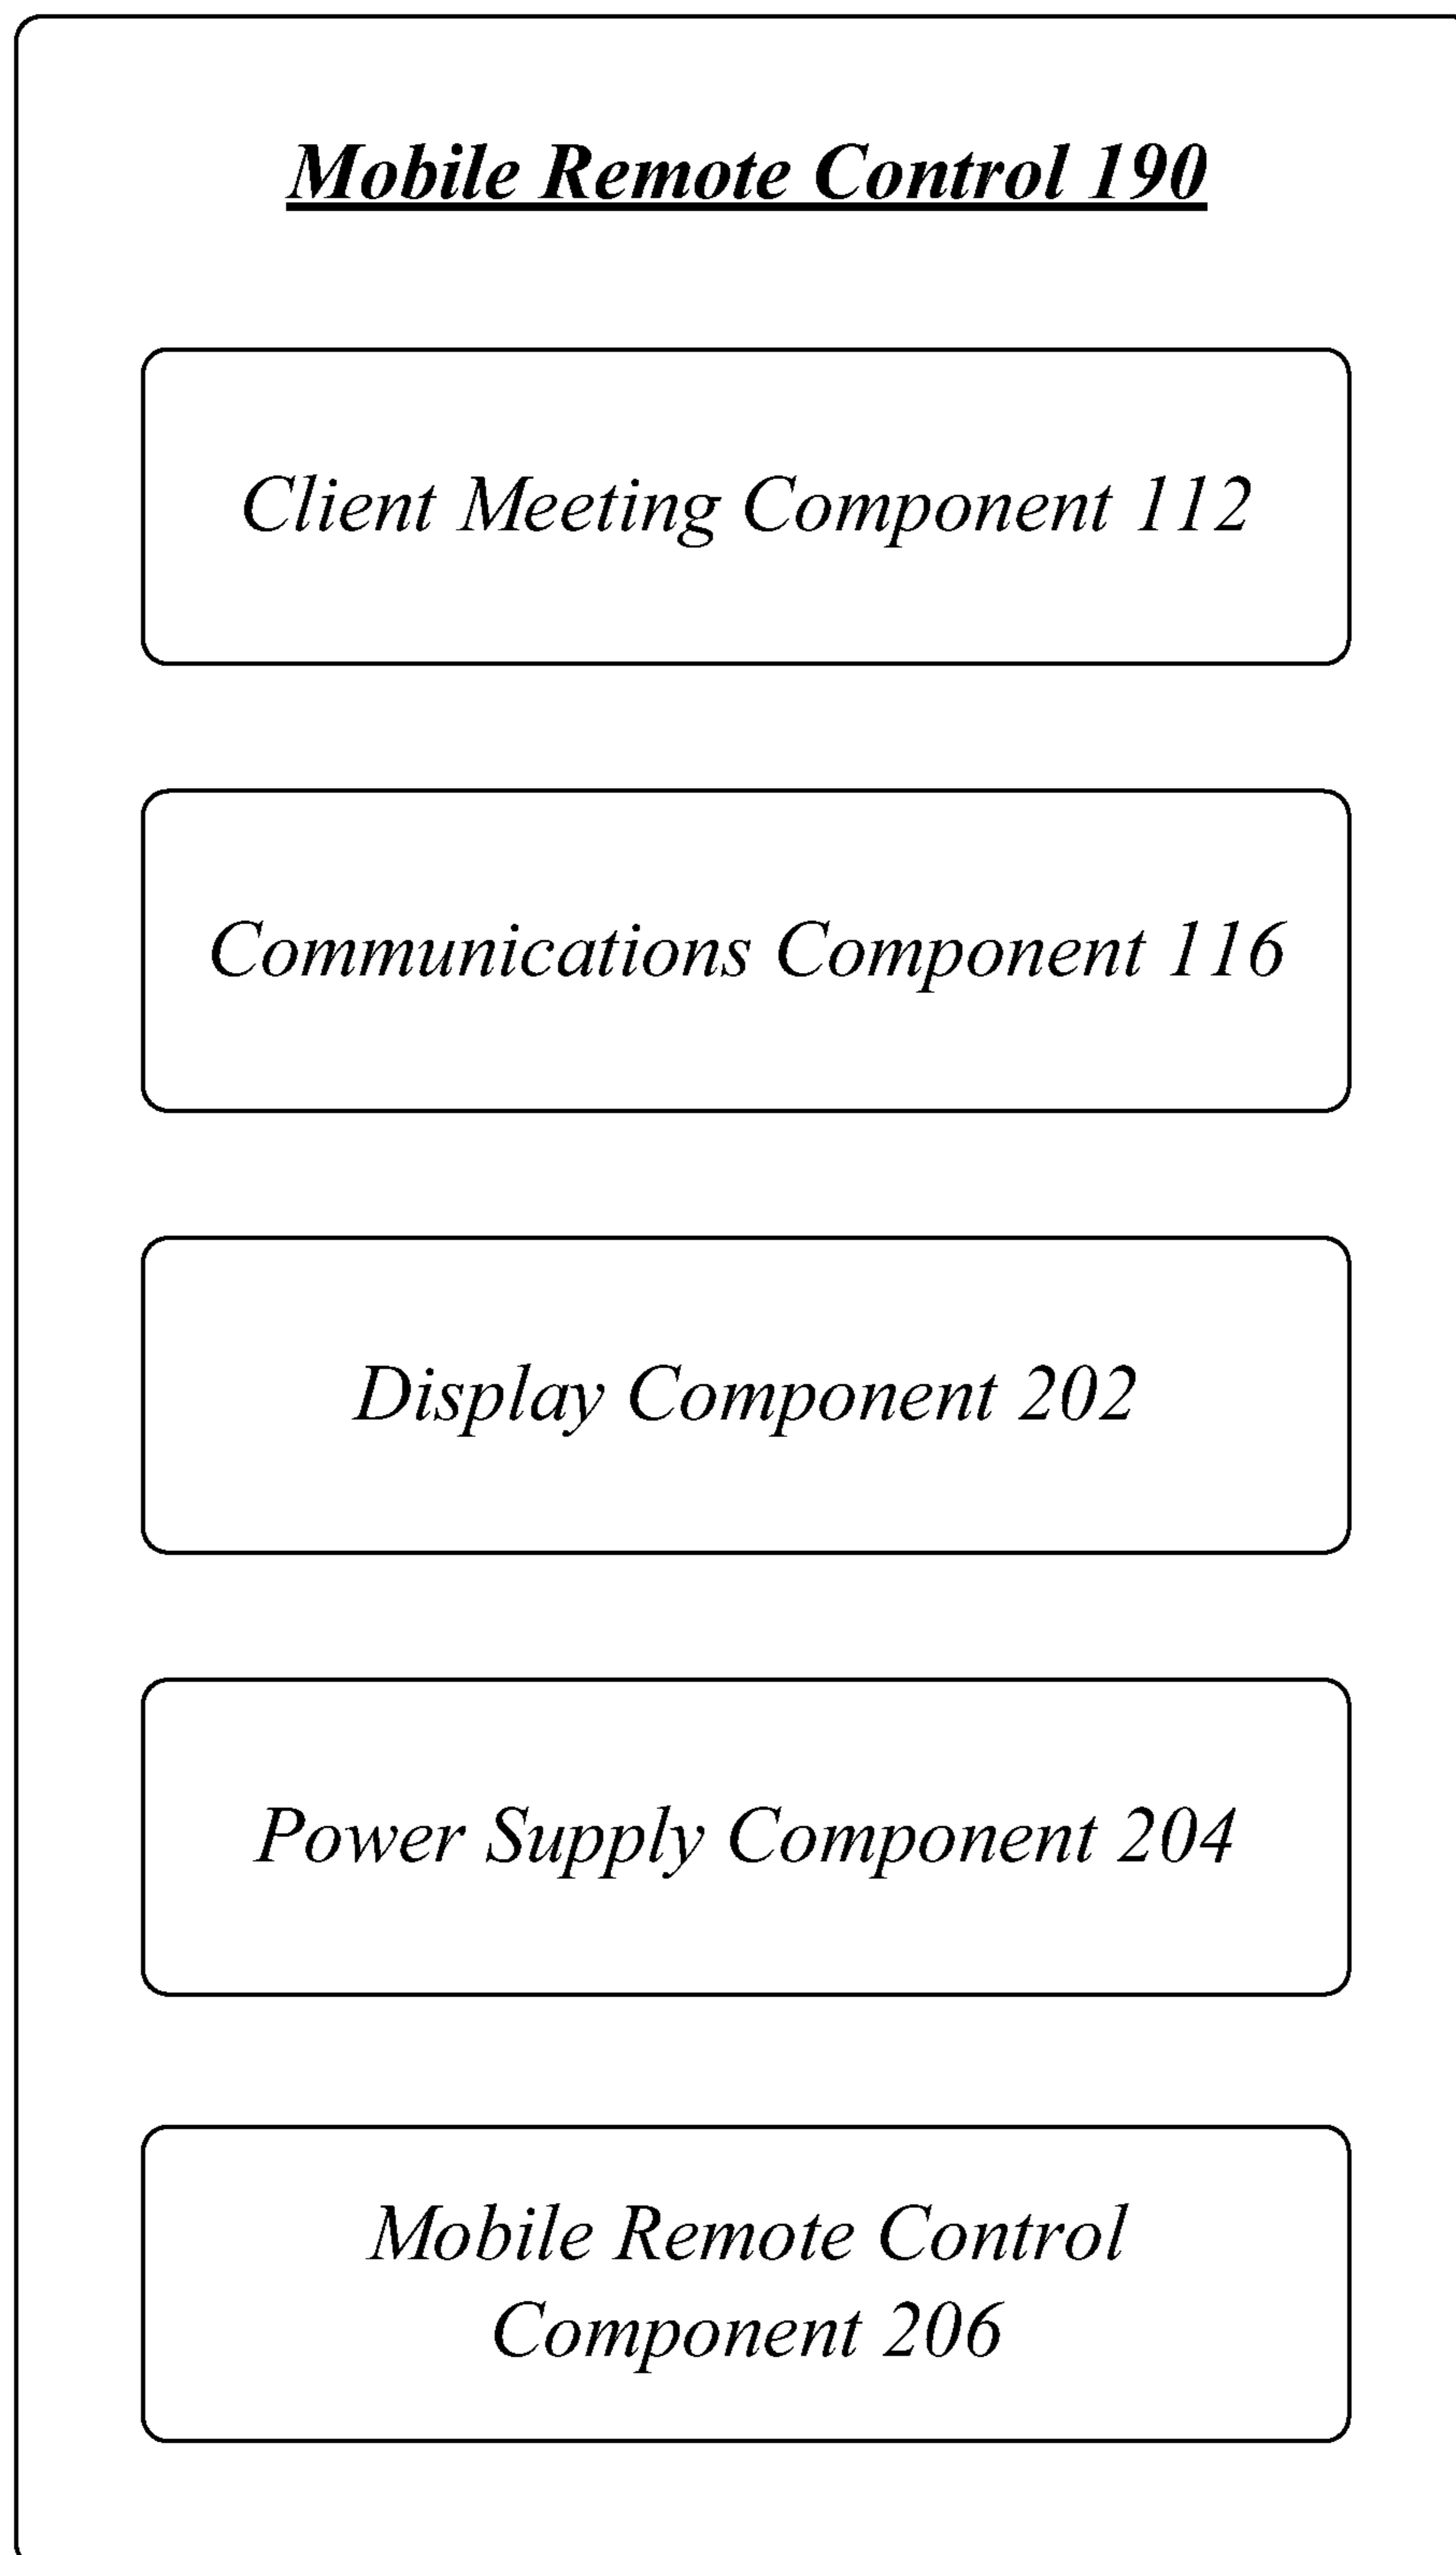 Mobile Remote Control 190
Client Meeting Component 112
Communications Component 116
Display Component 202
Power Supply Component 204
Mobile Remote Control
Component 206